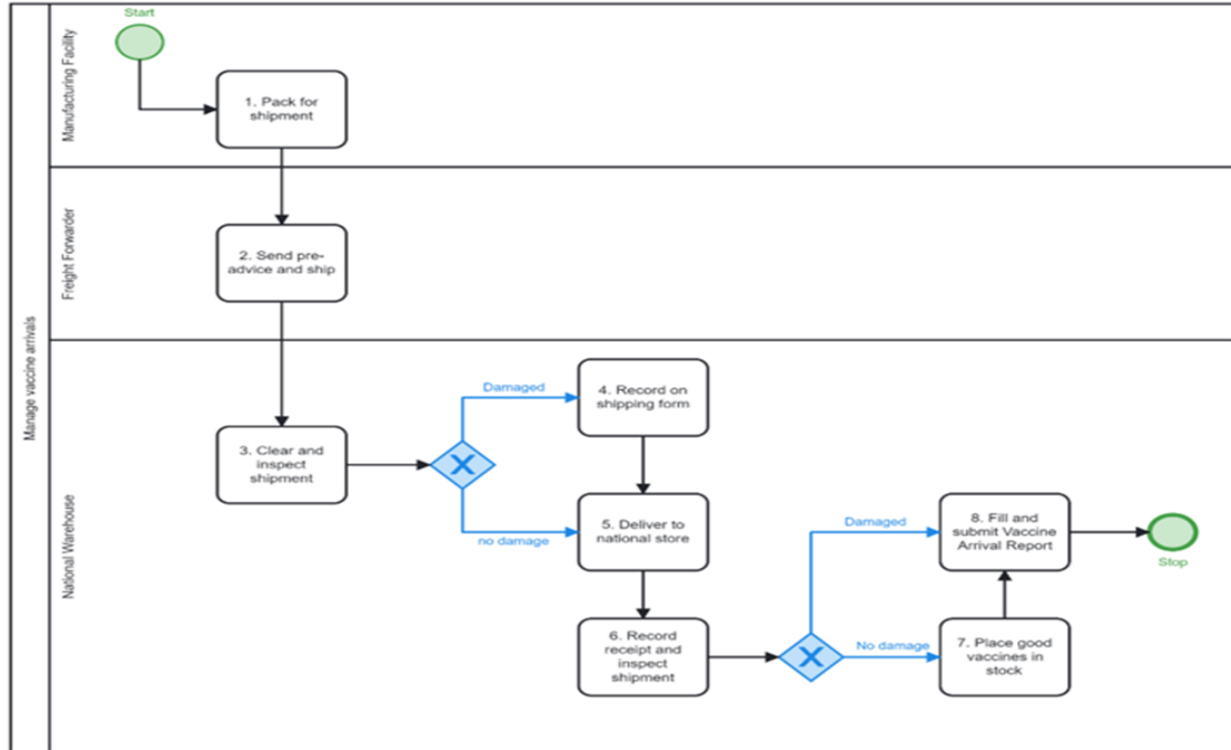 Manage vaccine arrivals
Manufacturing Facility
Start
1. Pack for
shipment
Freight Forwarder
2. Send pre-
advice and ship
National Warehouse
3. Clear and
inspect
shipment
Damaged
no damage
4. Record on
shipping form
5. Deliver to
national store
6. Record
receipt and
inspect
shipment
Damaged
No damage
7. Place good
vaccines in
stock
8. Fill and
submit Vaccine
Arrival Report
Stop